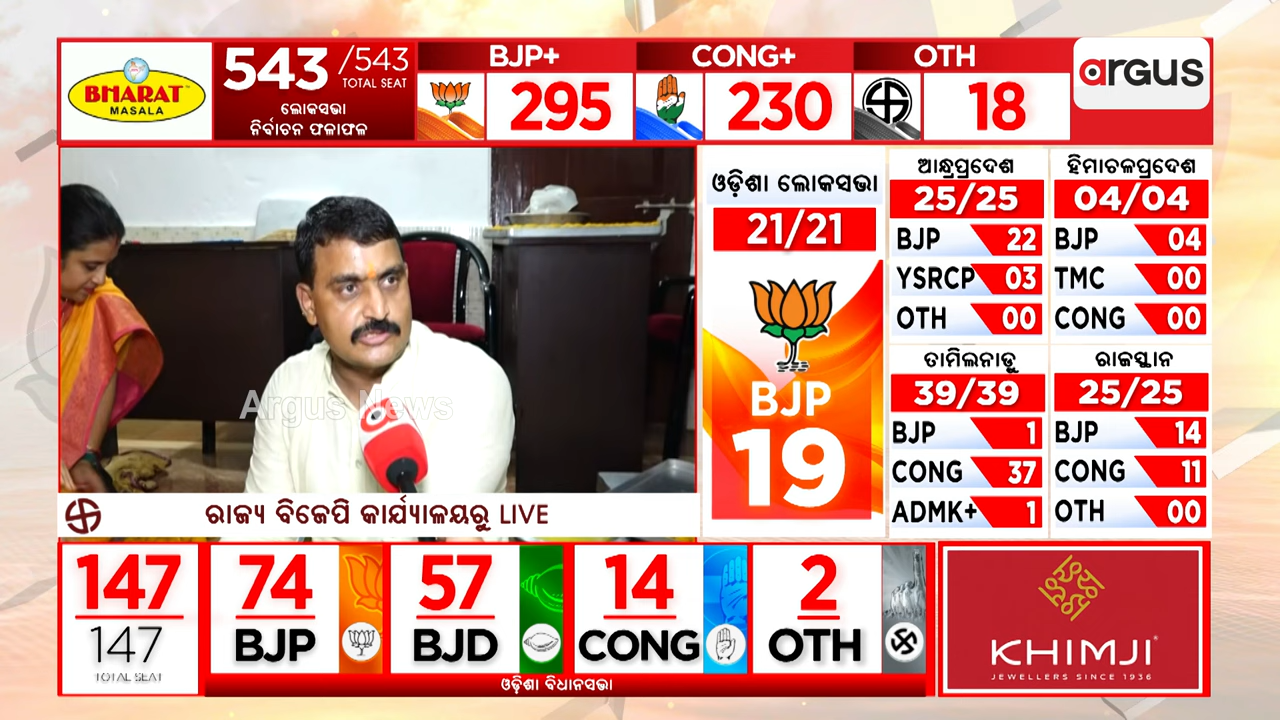 BHARAT™
MASALA
543/543
TOTAL SEAT
ଲୋକସଭା
ନିର୍ବାଚନ ଫଳାଫଳ
BJP+
295
CONG+
230
OTH
18
argus
ଓଡ଼ିଶା ଲୋକସଭା
21/21
BJP
19
ଆନ୍ଧ୍ରପ୍ରଦେଶ
25/25
BJP 22
YSRCP 03
OTH 00
ହିମାଚଳପ୍ରଦେଶ
04/04
BJP 04
TMC 00
CONG 00
ତାମିଲନାଡୁ
39/39
BJP 1
CONG 37
ADMK+ 1
ରାଜସ୍ଥାନ
25/25
BJP 14
CONG 11
OTH 00
Argus News
ରାଜ୍ୟ ବିଜେପି କାର୍ଯ୍ୟାଳୟରୁ LIVE
147
147
TOTAL SEAT
74
BJP
57
BJD
14
CONG
2
OTH
ଓଡ଼ିଶା ବିଧାନସଭା
KHIMJI®
JEWELLERS SINCE 1936